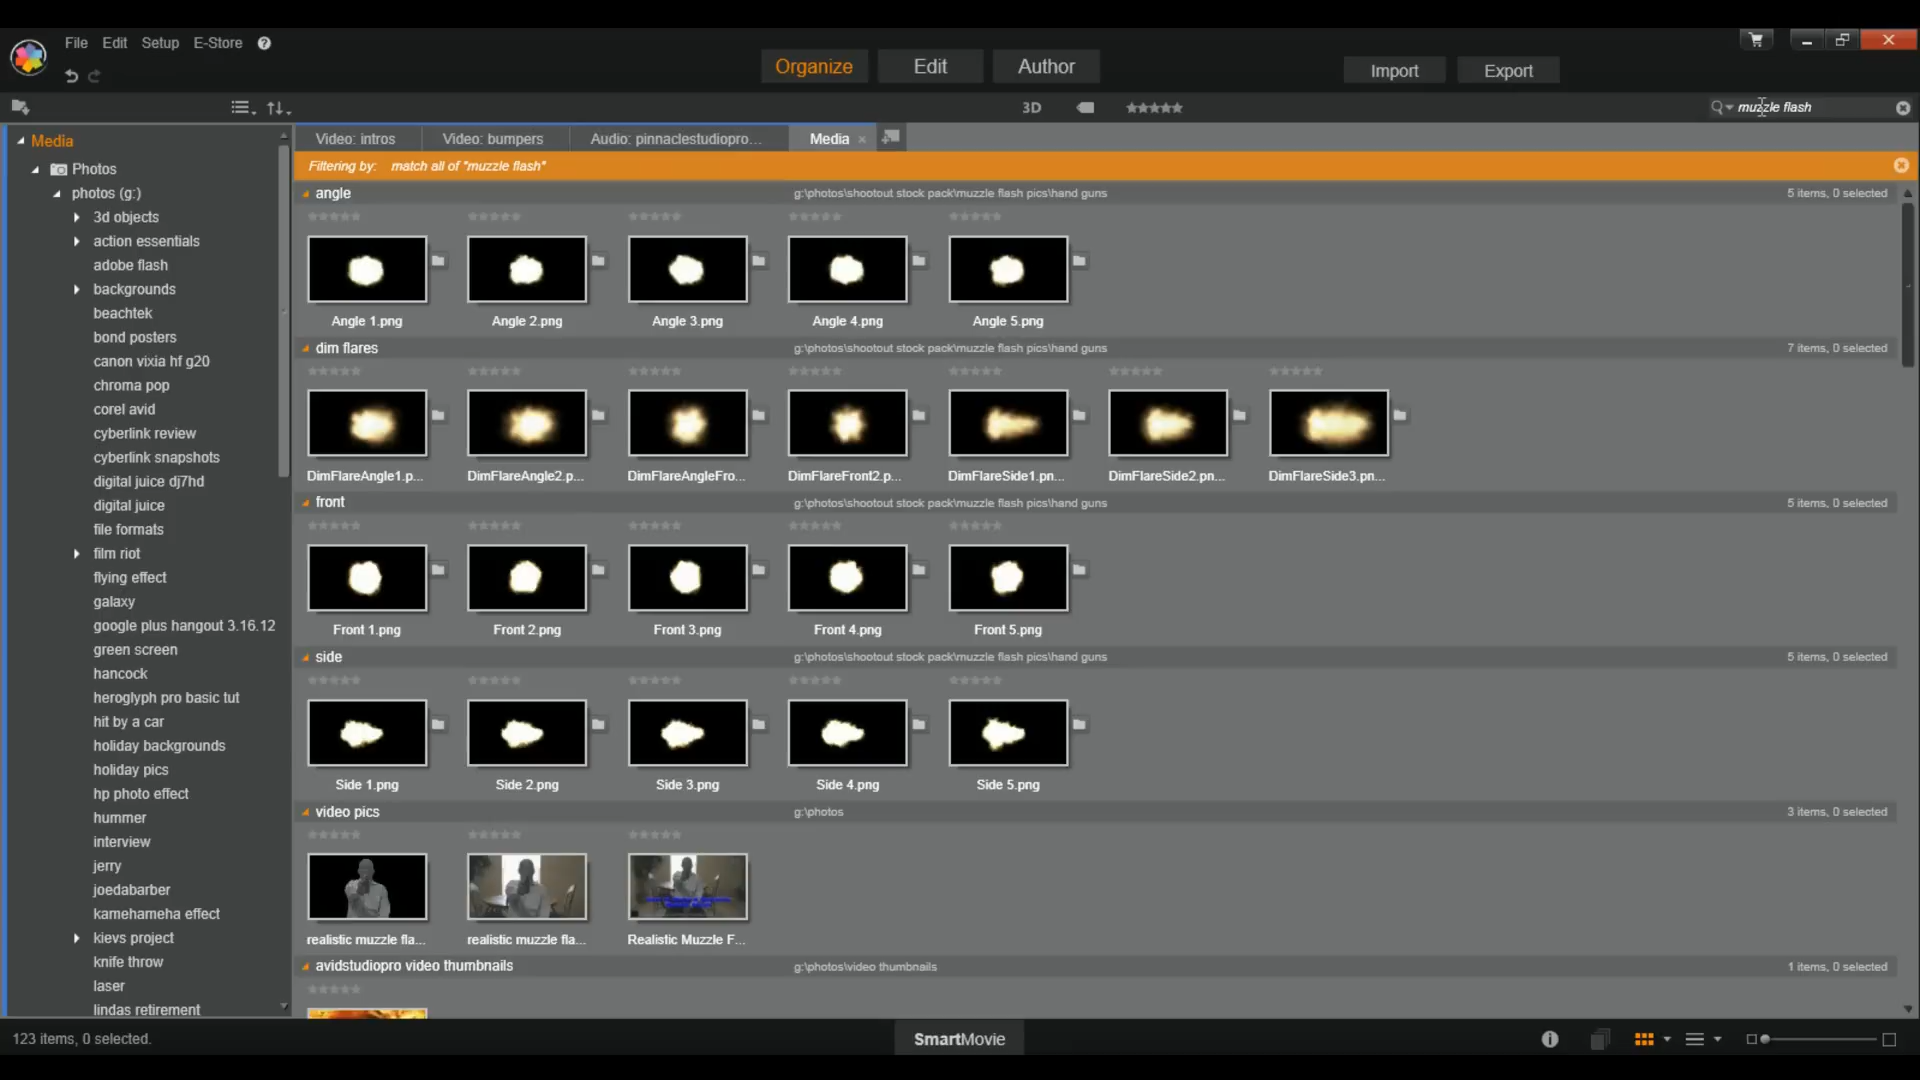 File Edit Setup E-Store ?
Organize Edit Author Import Export
3D muzzle flash
Media
Photos
photos (g:)
3d objects
action essentials
adobe flash
backgrounds
beachtek
bond posters
canon vixia hf g20
chroma pop
corel avid
cyberlink review
cyberlink snapshots
digital juice dj7hd
digital juice
file formats
film riot
flying effect
galaxy
google plus hangout 3.16.12
green screen
hancock
heroglyph pro basic tut
hit by a car
holiday backgrounds
holiday pics
hp photo effect
hummer
interview
jerry
joedabarber
kamehameha effect
kievs project
knife throw
laser
lindas retirement
Video: intros Video: bumpers Audio: pinnaclestudiopro... Media
Filtering by: match all of "muzzle flash"
angle g:\photos\shootout stock pack\muzzle flash pics\hand guns 5 items, 0 selected
Angle 1.png Angle 2.png Angle 3.png Angle 4.png Angle 5.png
dim flares g:\photos\shootout stock pack\muzzle flash pics\hand guns 7 items, 0 selected
DimFlareAngle1.p... DimFlareAngle2.p... DimFlareAngleFro... DimFlareFront2.p... DimFlareSide1.pn... DimFlareSide2.pn... DimFlareSide3.pn...
front g:\photos\shootout stock pack\muzzle flash pics\hand guns 5 items, 0 selected
Front 1.png Front 2.png Front 3.png Front 4.png Front 5.png
side g:\photos\shootout stock pack\muzzle flash pics\hand guns 5 items, 0 selected
Side 1.png Side 2.png Side 3.png Side 4.png Side 5.png
video pics g:\photos 3 items, 0 selected
realistic muzzle fla... realistic muzzle fla... Realistic Muzzle F...
avidstudiopro video thumbnails g:\photos\video thumbnails 1 items, 0 selected
123 items, 0 selected. SmartMovie